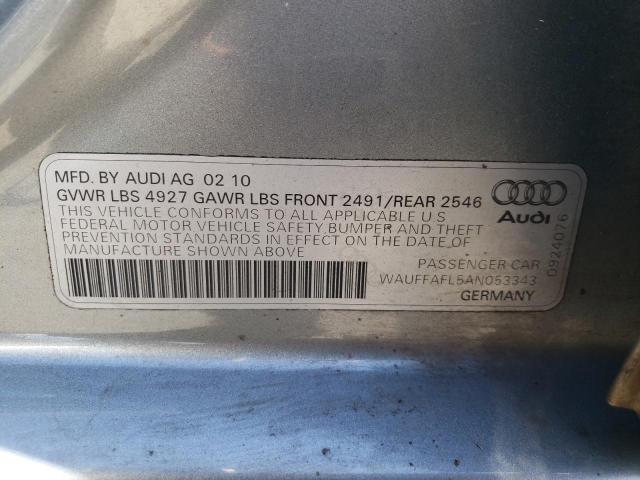 MFD. BY AUDI AG 02 10
GVWR LBS 4927 GAWR LBS FRONT 2491/REAR 2546
THIS VEHICLE CONFORMS TO ALL APPLICABLE U S
FEDERAL MOTOR VEHICLE SAFETY,BUMPER AND THEFT
PREVENTION STANDARDS IN EFFECT ON THE DATE,OF
MANUFACTURE SHOWN ABOVE
PASSENGER CAR
WAUFFAFL5AN053343
GERMANY
Audi
0924076